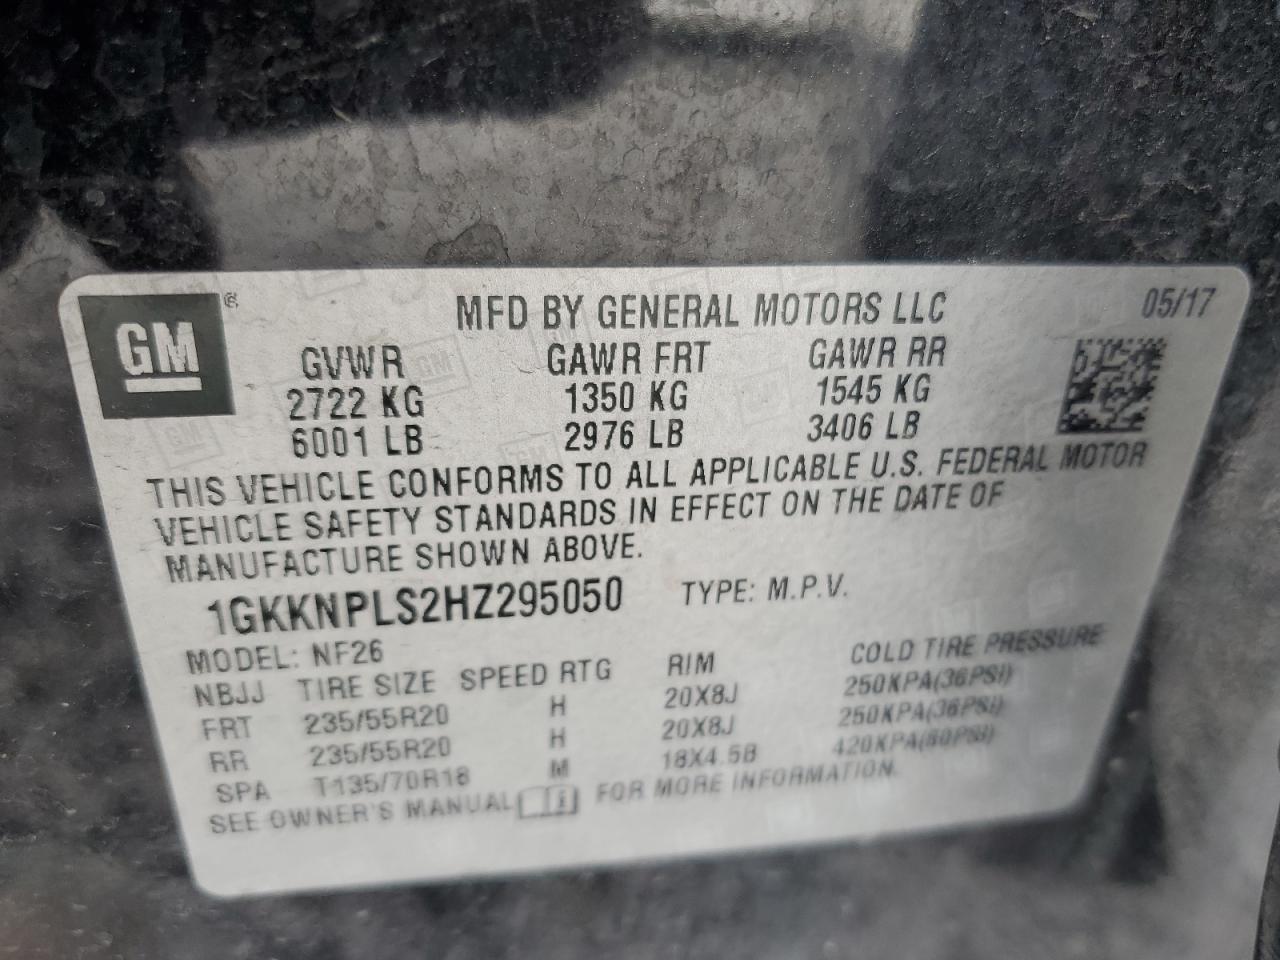 GM ®
MFD BY GENERAL MOTORS LLC 05/17
GVWR GAWR FRT GAWR RR
2722 KG 1350 KG 1545 KG
6001 LB 2976 LB 3406 LB
THIS VEHICLE CONFORMS TO ALL APPLICABLE U.S. FEDERAL MOTOR
VEHICLE SAFETY STANDARDS IN EFFECT ON THE DATE OF
MANUFACTURE SHOWN ABOVE.
1GKKNPLS2HZ295050 TYPE: M.P.V.
MODEL: NF26
NBJJ TIRE SIZE SPEED RTG RIM COLD TIRE PRESSURE
FRT 235/55R20 H 20X8J 250KPA(36PSI)
RR 235/55R20 H 20X8J 250KPA(36PSI)
SPA T135/70R18 M 18X4.5B 420KPA(60PSI)
SEE OWNER'S MANUAL FOR MORE INFORMATION.